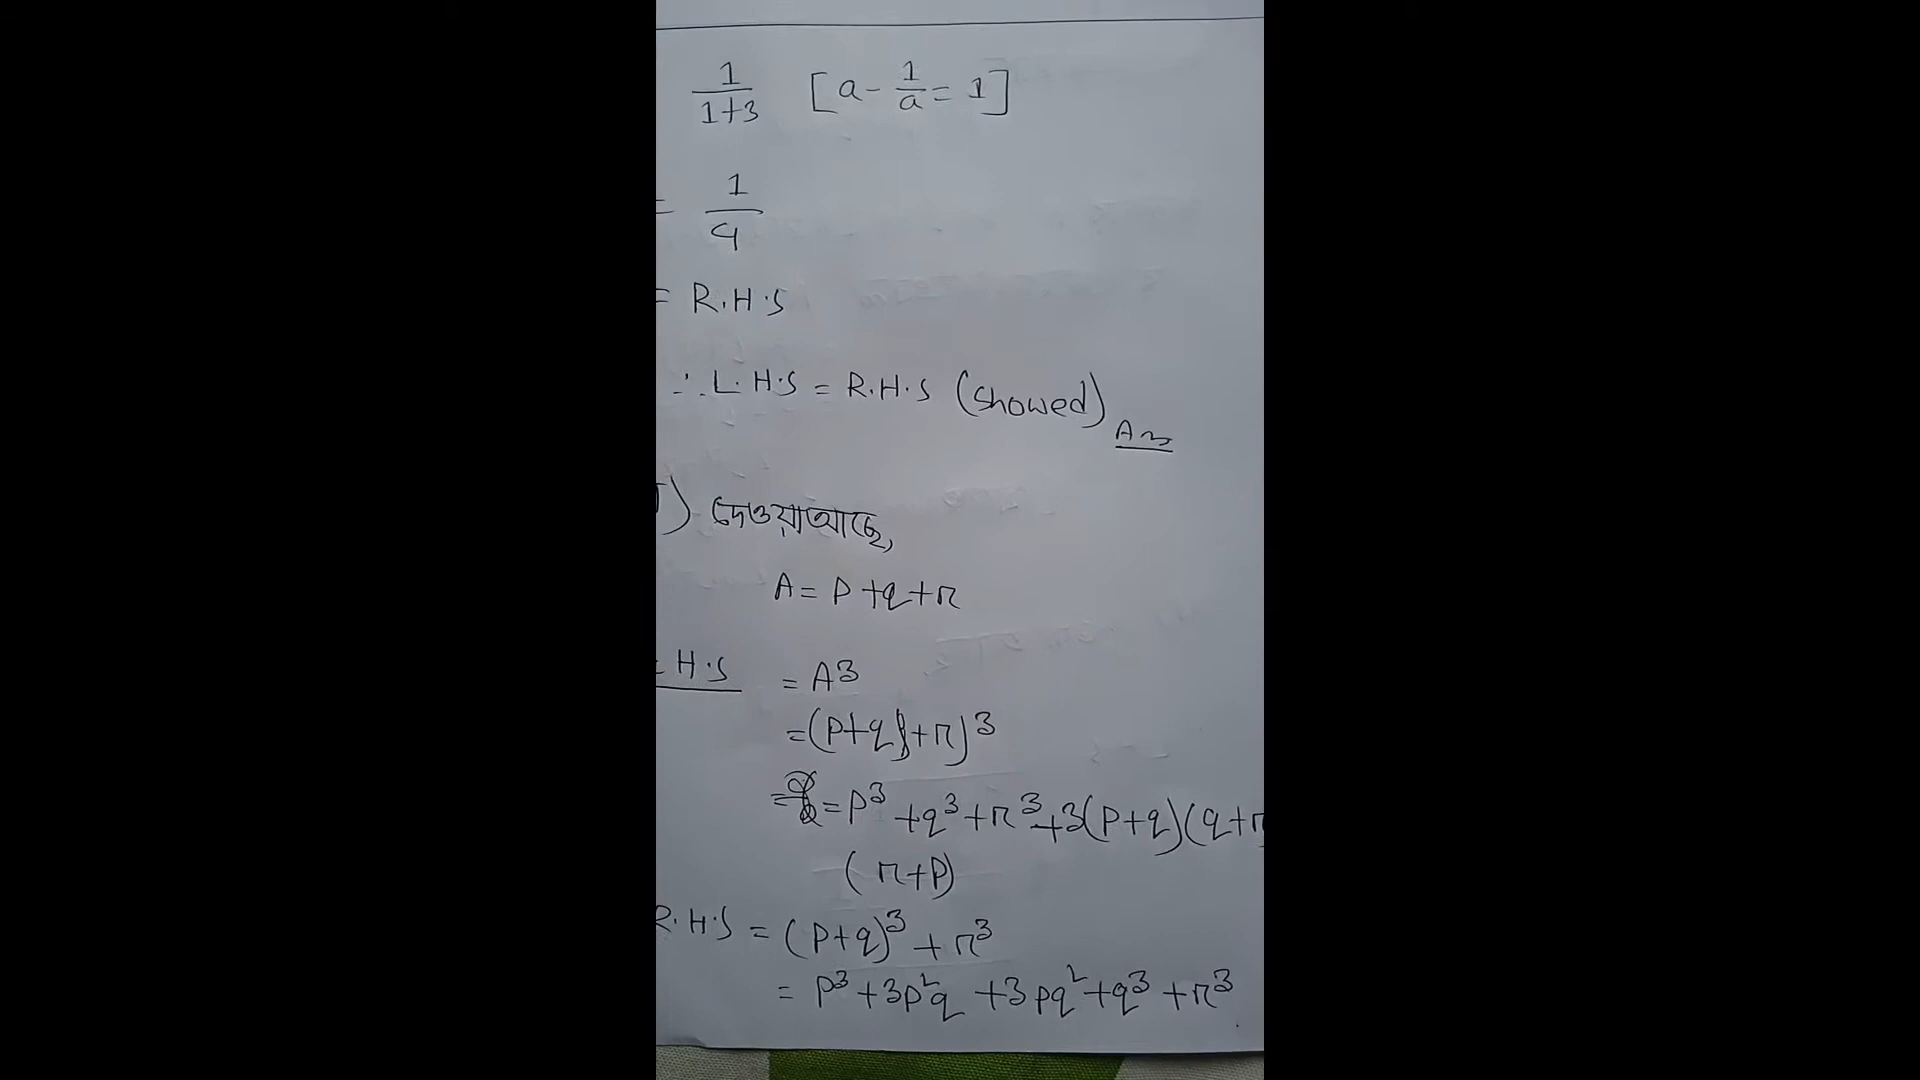 1/(1+3) [a - 1/a = 1]
= 1/4
= R.H.S
∴ L.H.S = R.H.S (showed) Ans
) দেওয়া আছে,
A = p+q+r
H.S = A³
= (p+q)+r)³
= p³ + q³ + r³ + 3(p+q)(q+r
(r+p)
R.H.S = (p+q)³ + r³
= p³ + 3p²q + 3pq² + q³ + r³